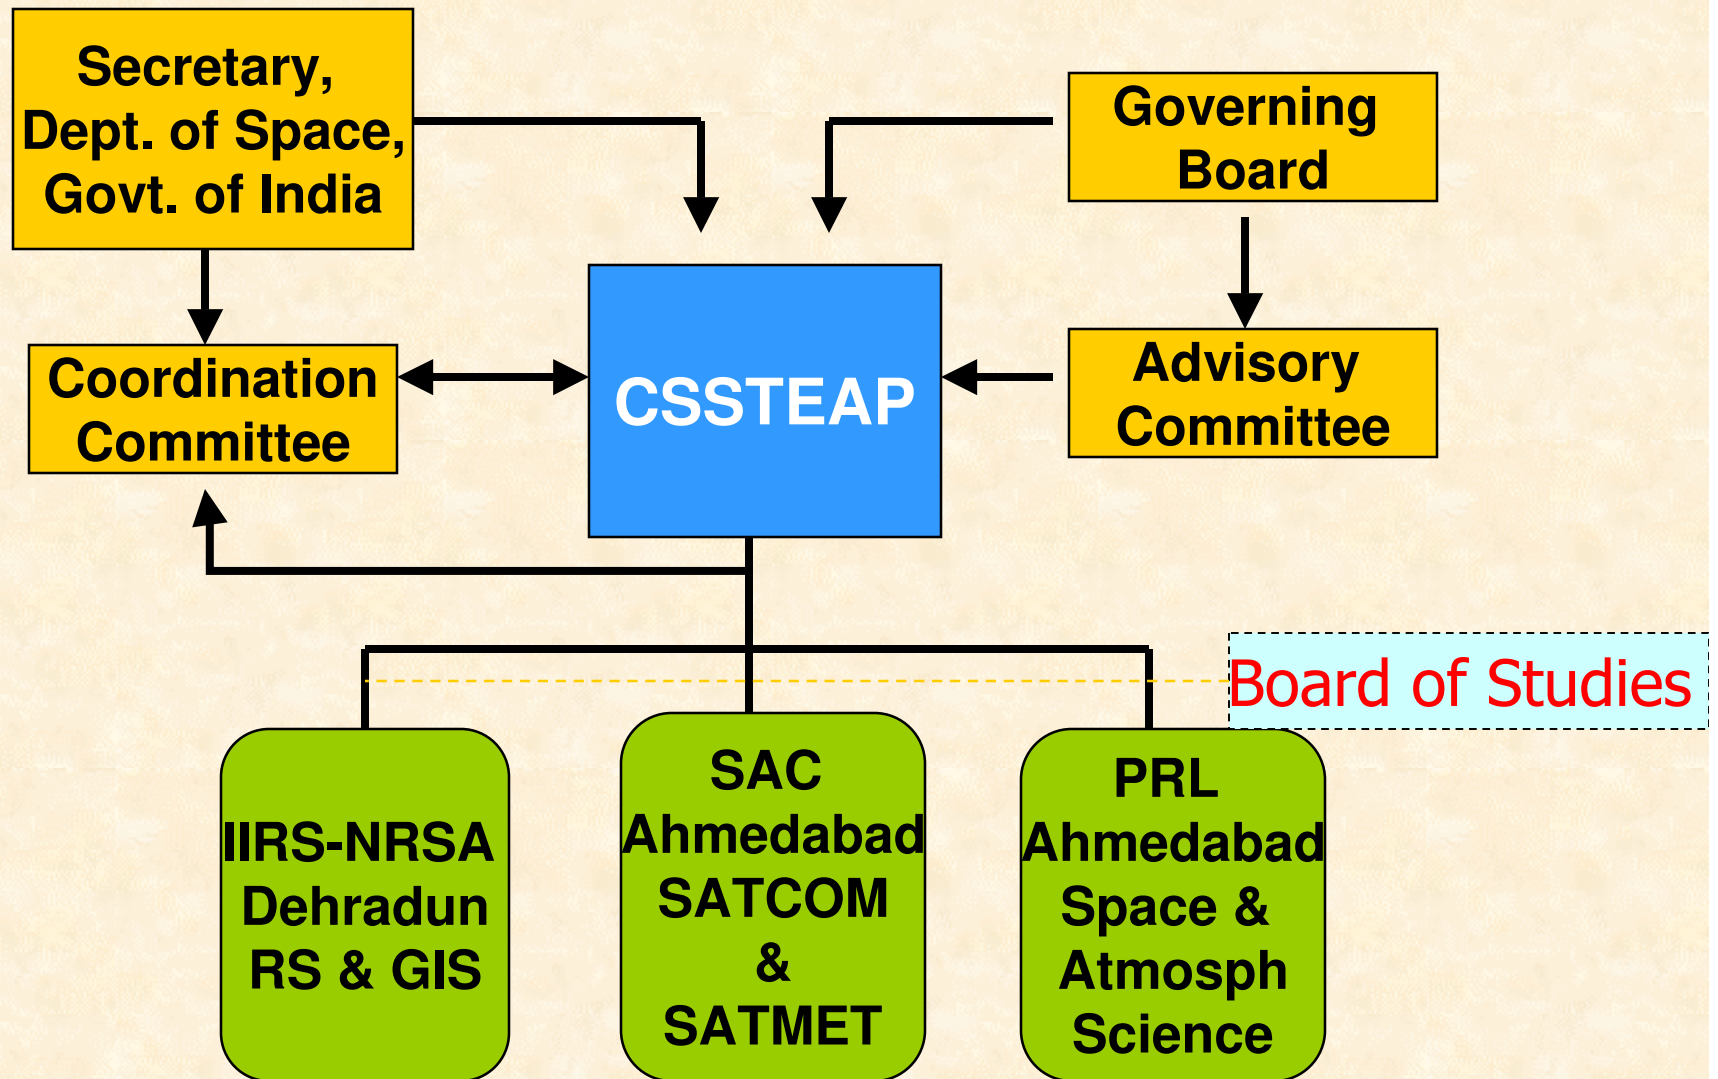 Secretary,
Dept. of Space,
Govt. of India
Governing
Board
Coordination
Committee
CSSTEAP
Advisory
Committee
Board of Studies
IIRS-NRSA
Dehradun
RS & GIS
SAC
Ahmedabad
SATCOM
&
SATMET
PRL
Ahmedabad
Space &
Atmosph
Science